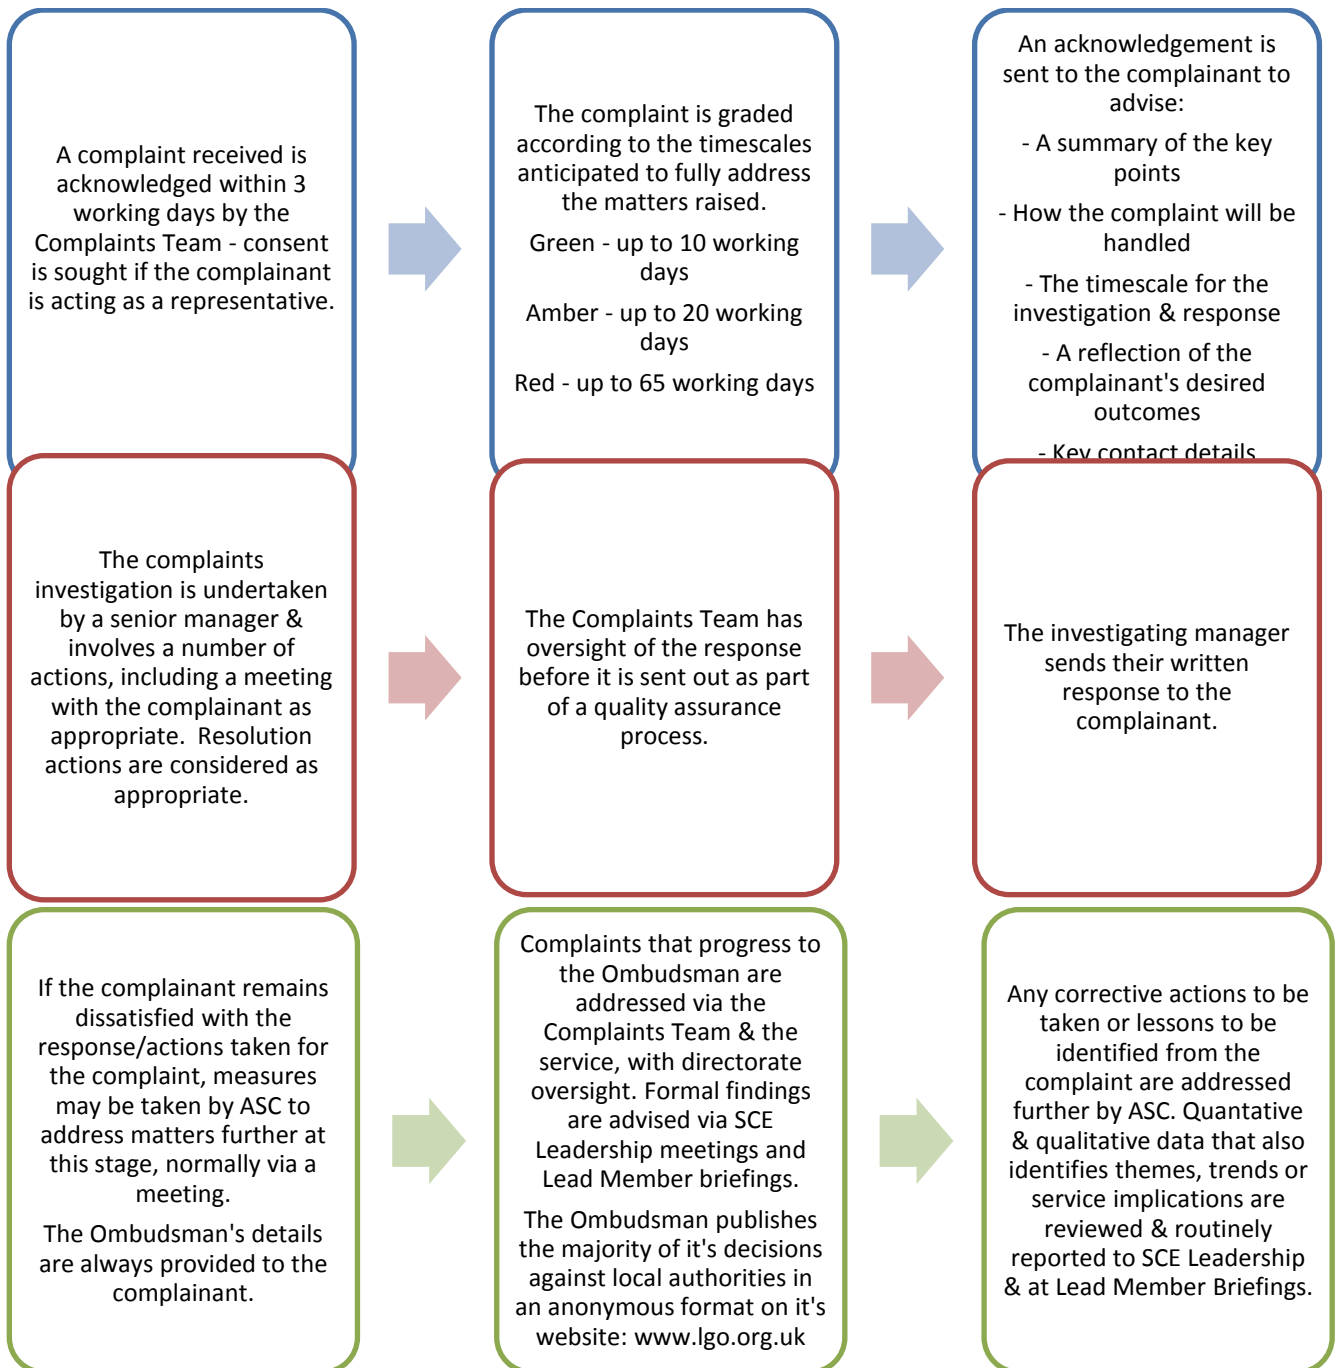 A complaint received is
acknowledged within 3
working days by the
Complaints Team - consent
is sought if the complainant
is acting as a representative.
The complaint is graded
according to the timescales
anticipated to fully address
the matters raised.
Green - up to 10 working
days
Amber - up to 20 working
days
Red - up to 65 working days
An acknowledgement is
sent to the complainant to
advise:
- A summary of the key
points
- How the complaint will be
handled
- The timescale for the
investigation & response
- A reflection of the
complainant's desired
outcomes
- Key contact details
The complaints
investigation is undertaken
by a senior manager &
involves a number of
actions, including a meeting
with the complainant as
appropriate.  Resolution
actions are considered as
appropriate.
The Complaints Team has
oversight of the response
before it is sent out as part
of a quality assurance
process.
The investigating manager
sends their written
response to the
complainant.
If the complainant remains
dissatisfied with the
response/actions taken for
the complaint, measures
may be taken by ASC to
address matters further at
this stage, normally via a
meeting.
The Ombudsman's details
are always provided to the
complainant.
Complaints that progress to
the Ombudsman are
addressed via the
Complaints Team & the
service, with directorate
oversight. Formal findings
are advised via SCE
Leadership meetings and
Lead Member briefings.
The Ombudsman publishes
the majority of it's decisions
against local authorities in
an anonymous format on it's
website: www.lgo.org.uk
Any corrective actions to be
taken or lessons to be
identified from the
complaint are addressed
further by ASC. Quantative
& qualitative data that also
identifies themes, trends or
service implications are
reviewed & routinely
reported to SCE Leadership
& at Lead Member Briefings.